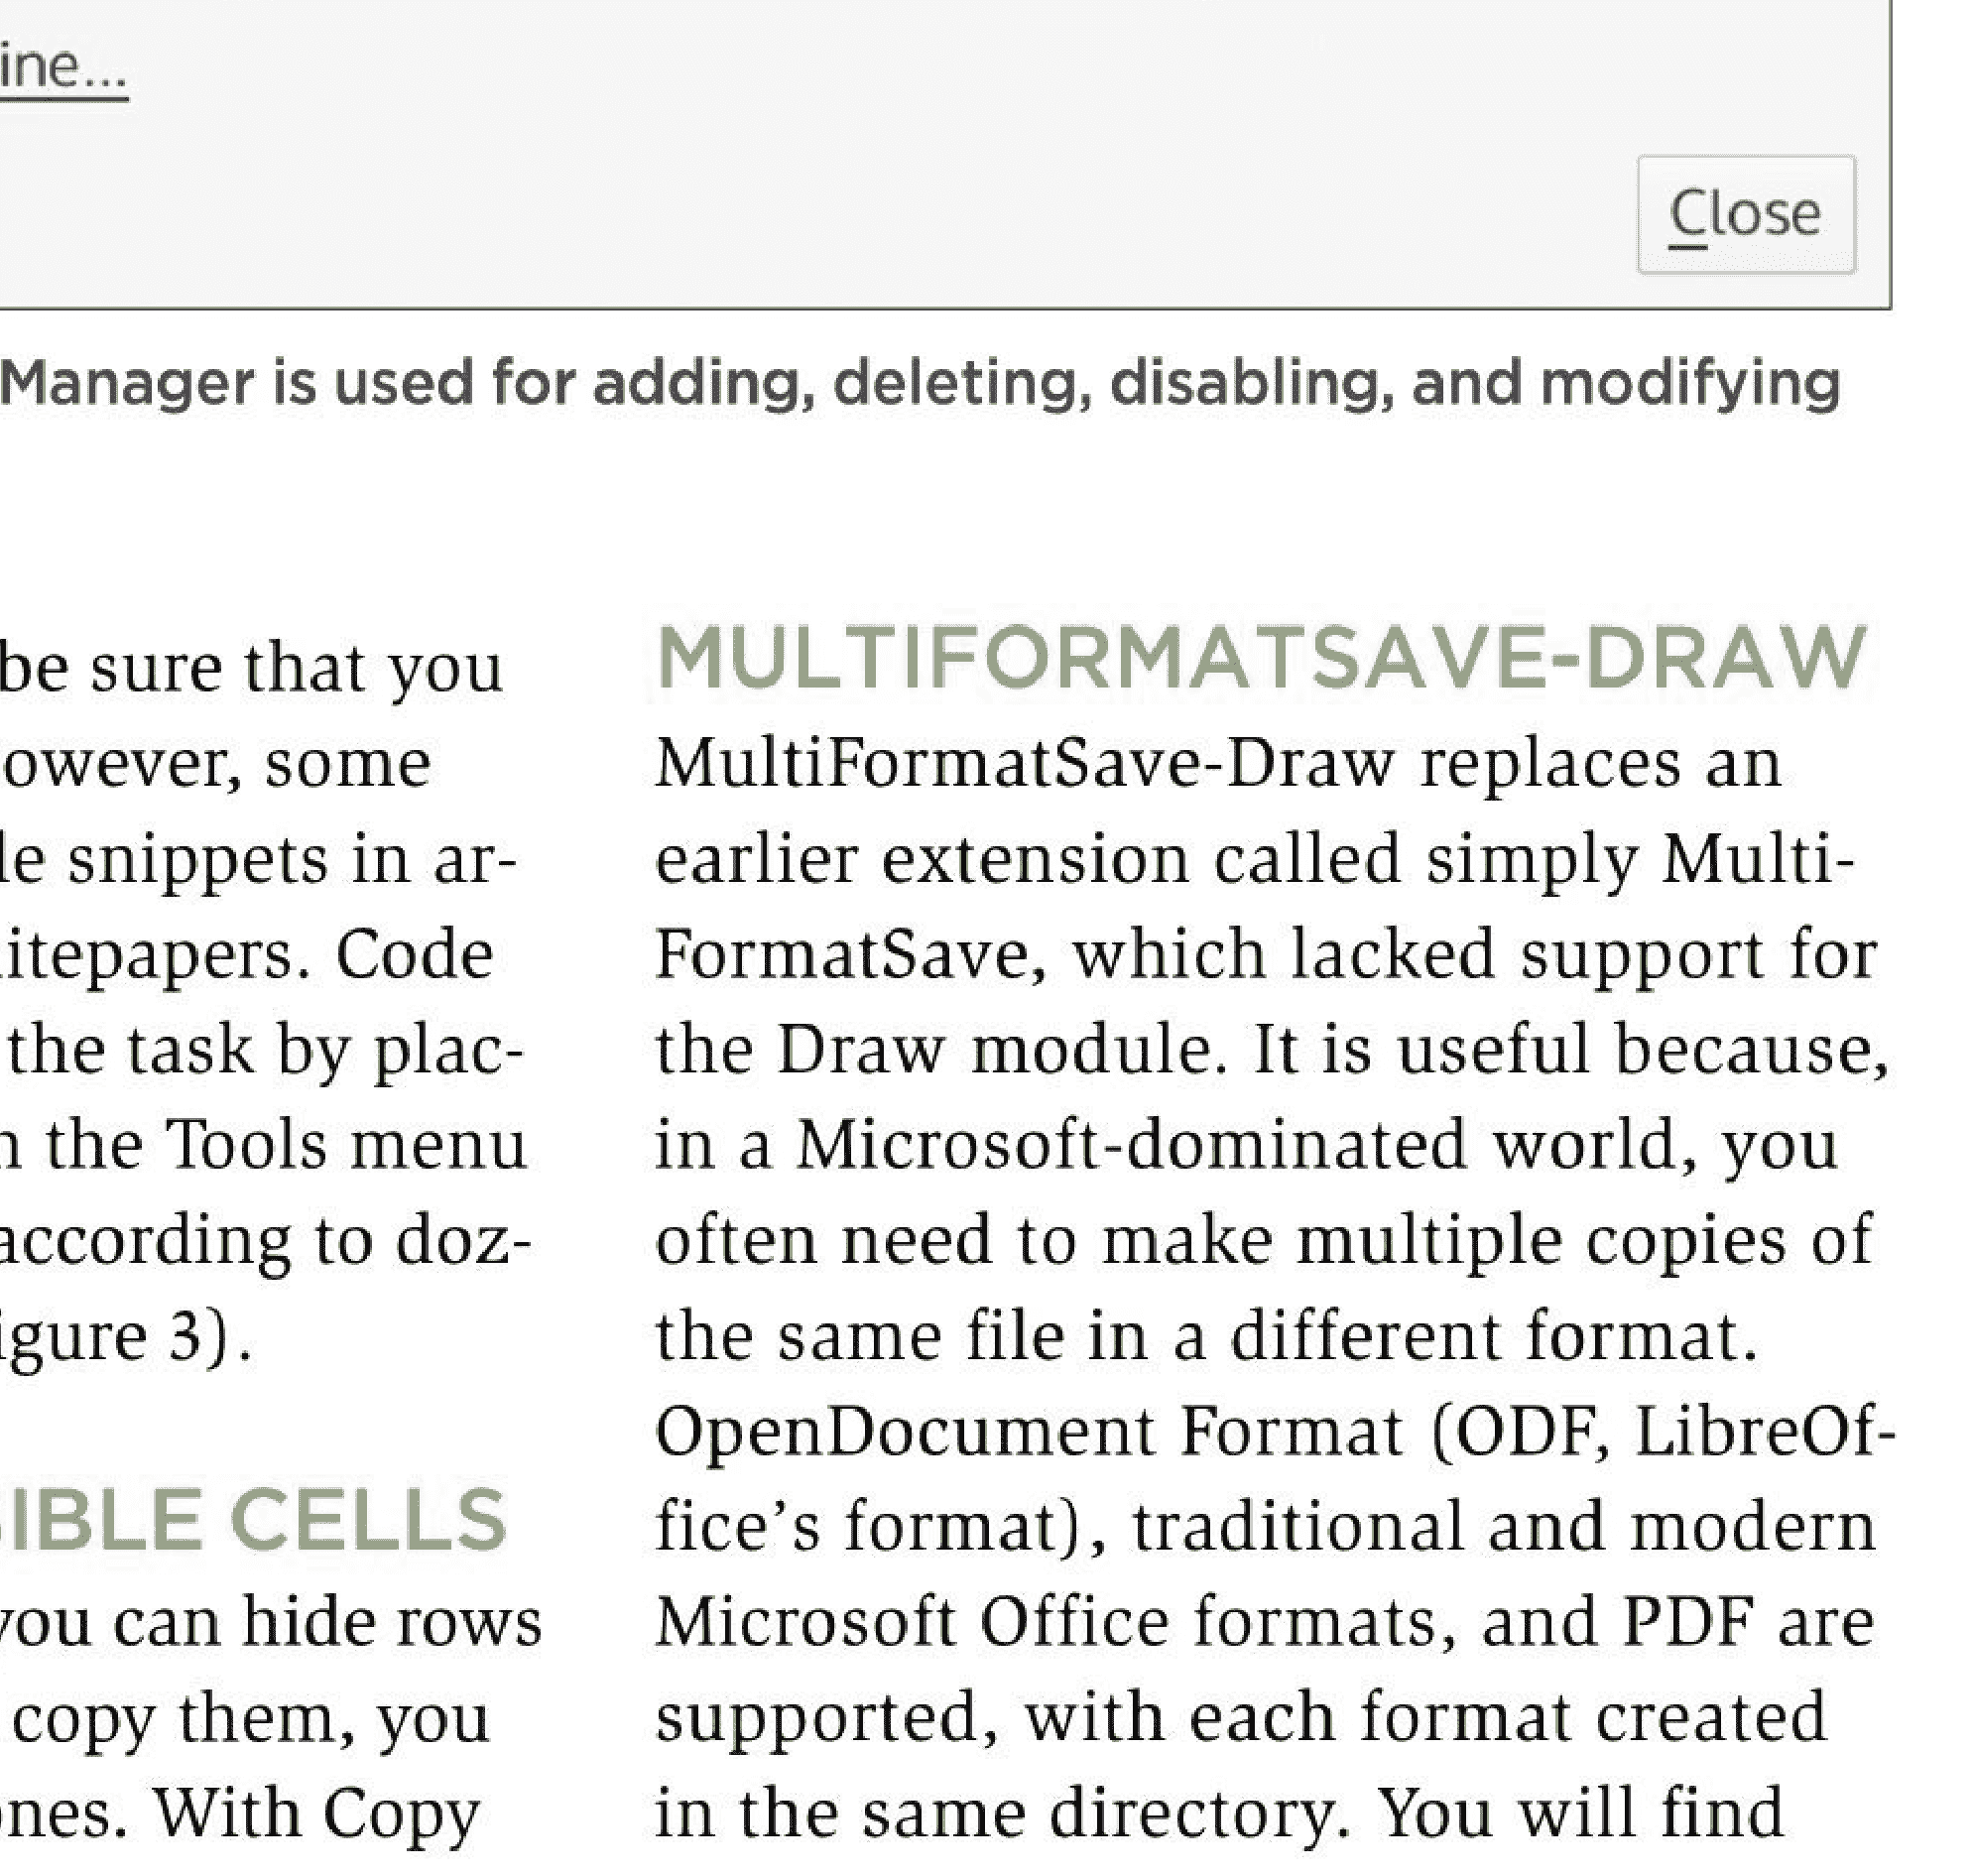 ine...
Close
Manager is used for adding, deleting, disabling, and modifying
be sure that you
owever, some
le snippets in ar-
itepapers. Code
the task by plac-
the Tools menu
according to doz-
igure 3).
IBLE CELLS
you can hide rows
copy them, you
ones. With Copy
MULTIFORMATSAVE-DRAW
MultiFormatSave-Draw replaces an
earlier extension called simply Multi-
FormatSave, which lacked support for
the Draw module. It is useful because,
in a Microsoft-dominated world, you
often need to make multiple copies of
the same file in a different format.
OpenDocument Format (ODF, LibreOf-
fice’s format), traditional and modern
Microsoft Office formats, and PDF are
supported, with each format created
in the same directory. You will find